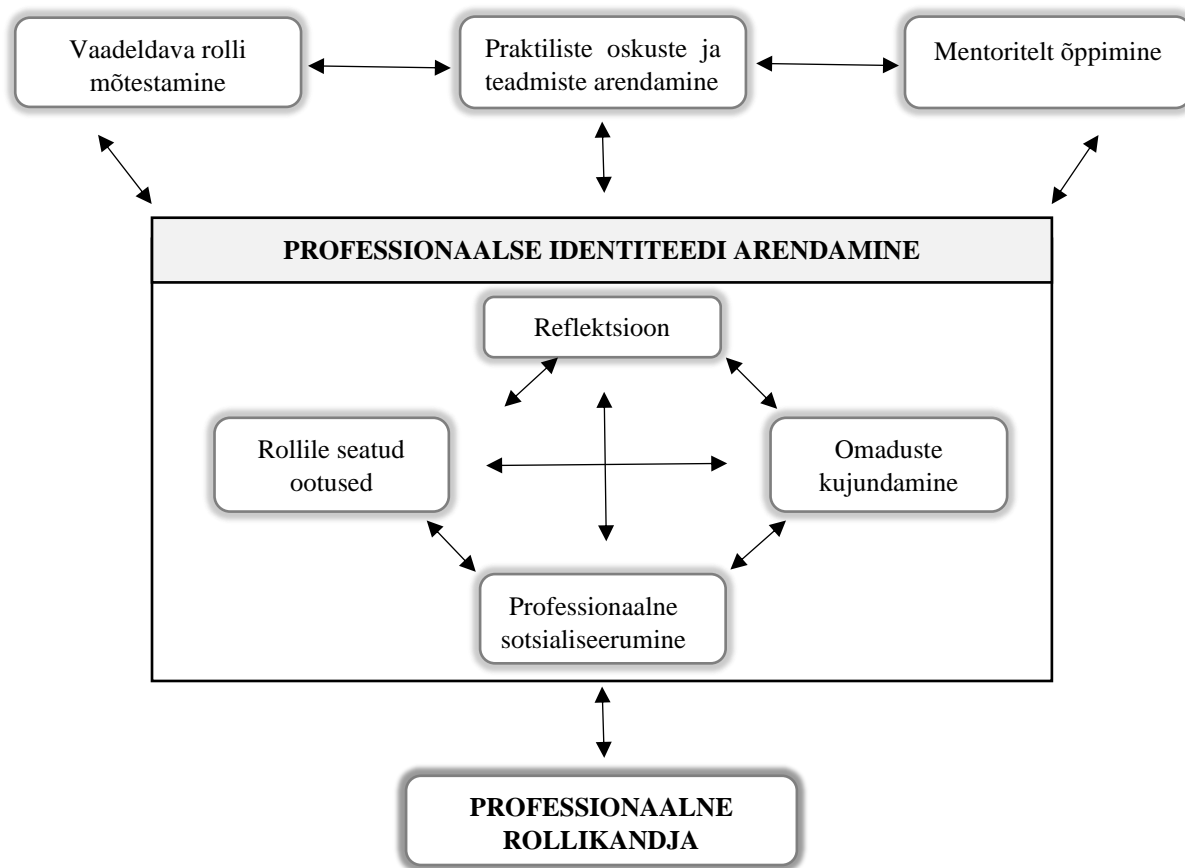 Vaadeldava rolli
mõtestamine
Praktiliste oskuste ja
teadmiste arendamine
Mentoritelt õppimine
PROFESSIONAALSE IDENTITEEDI ARENDAMINE
Reflektsioon
Rollile seatud
ootused
Omaduste
kujundamine
Professionaalne
sotsialiseerumine
PROFESSIONAALNE
ROLLIKANDJA